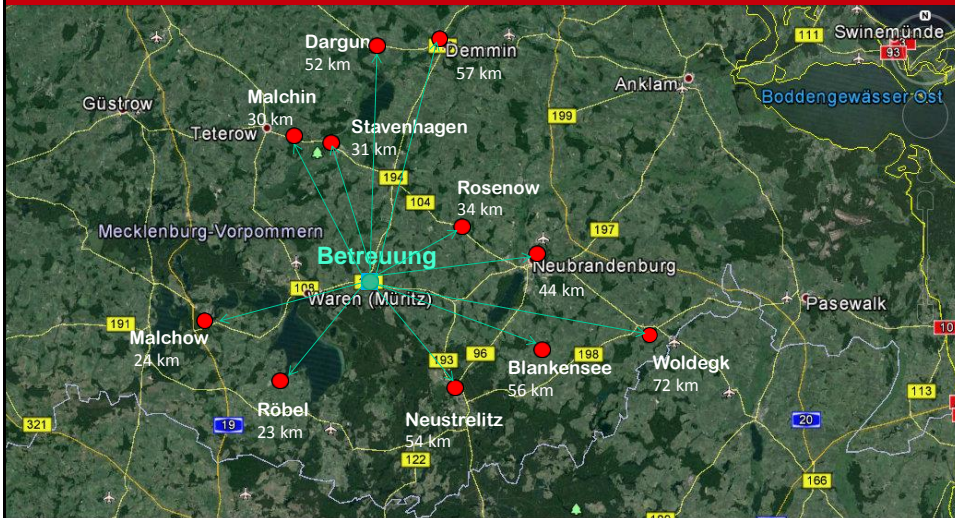 N
Swinemünde
111
93
Dargun
52 km
Demmin
57 km
Anklam
Boddengewässer Ost
Güstrow
Malchin
30 km
Teterow
Stavenhagen
31 km
199
194
104
Rosenow
34 km
197
Mecklenburg-Vorpommern
Betreuung
Neubrandenburg
44 km
108
Waren (Müritz)
Pasewalk
191
Malchow
24 km
10
193
96
198
Blankensee
56 km
Woldegk
72 km
113
Röbel
23 km
Neustrelitz
54 km
321
19
20
122
166